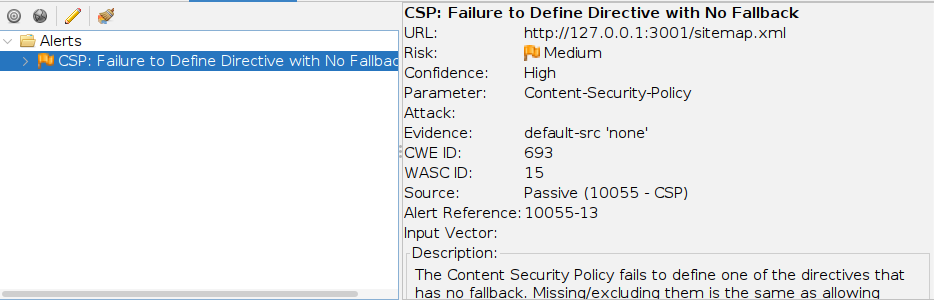 Alerts
CSP: Failure to Define Directive with No Fallbac
CSP: Failure to Define Directive with No Fallback
URL: http://127.0.0.1:3001/sitemap.xml
Risk: Medium
Confidence: High
Parameter: Content-Security-Policy
Attack:
Evidence: default-src 'none'
CWE ID: 693
WASC ID: 15
Source: Passive (10055 - CSP)
Alert Reference: 10055-13
Input Vector:
Description:
The Content Security Policy fails to define one of the directives that
has no fallback. Missing/excluding them is the same as allowing